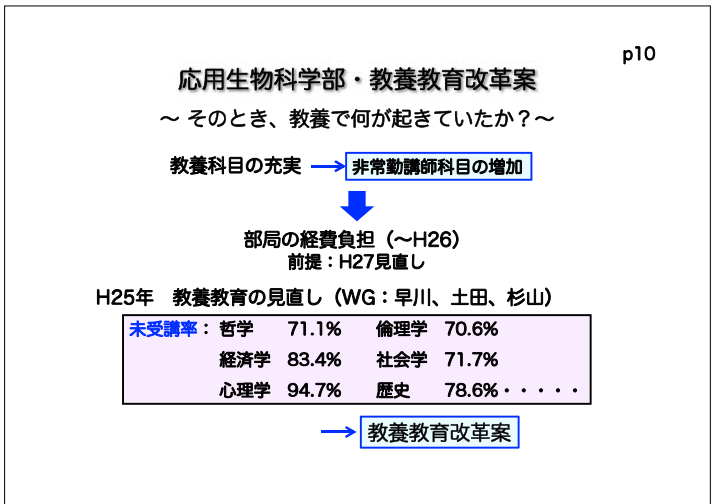 p10
応用生物科学部・教養教育改革案
～ そのとき、教養で何が起きていたか？～
教養科目の充実 → 非常勤講師科目の増加
部局の経費負担（～H26）
前提：H27見直し
H25年　教養教育の見直し（WG：早川、土田、杉山）
未受講率： 哲学 71.1% 倫理学 70.6%
経済学 83.4% 社会学 71.7%
心理学 94.7% 歴史 78.6%・・・・・
→ 教養教育改革案